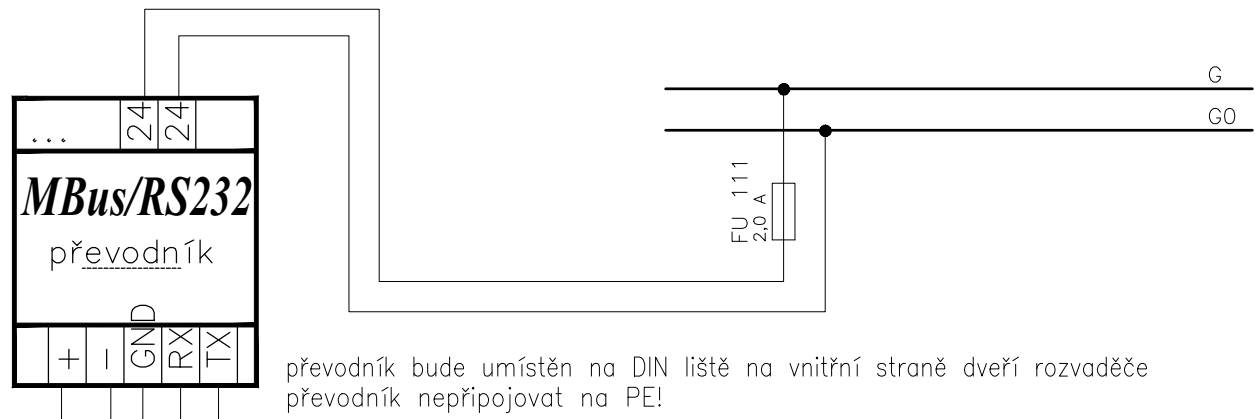 G
G0
24
24
...
MBus/RS232
převodník
FU 111
2,0 A
+
-
GND
RX
TX
převodník bude umístěn na DIN liště na vnitřní straně dveří rozvaděče
převodník nepřipojovat na PE!